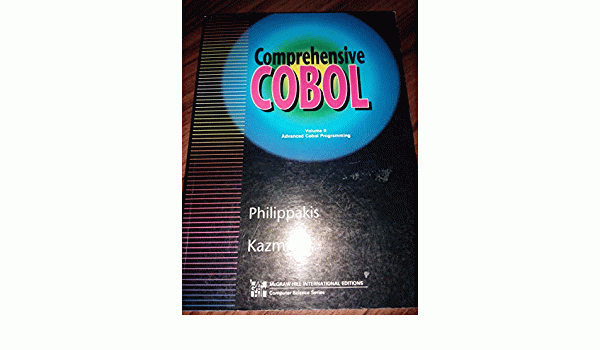 Comprehensive
COBOL
Volume II
Advanced Cobol Programming
Philippakis
McGRAW-HILL INTERNATIONAL EDITIONS
Computer Science Series